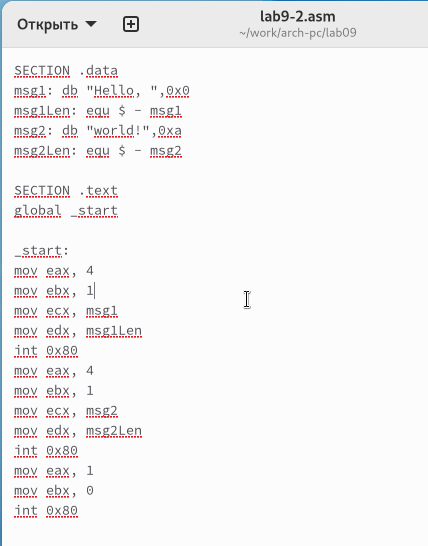 Открыть
lab9-2.asm
~/work/arch-pc/lab09
SECTION .data
msg1: db "Hello, ",0x0
msg1Len: equ $ - msg1
msg2: db "world!",0xa
msg2Len: equ $ - msg2
SECTION .text
global _start
_start:
mov eax, 4
mov ebx, 1
mov ecx, msg1
mov edx, msg1Len
int 0x80
mov eax, 4
mov ebx, 1
mov ecx, msg2
mov edx, msg2Len
int 0x80
mov eax, 1
mov ebx, 0
int 0x80